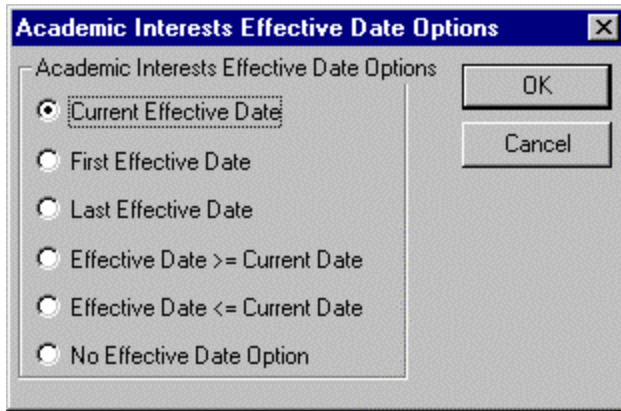 Academic Interests Effective Date Options
Academic Interests Effective Date Options
Current Effective Date
First Effective Date
Last Effective Date
Effective Date >= Current Date
Effective Date <= Current Date
No Effective Date Option
OK
Cancel